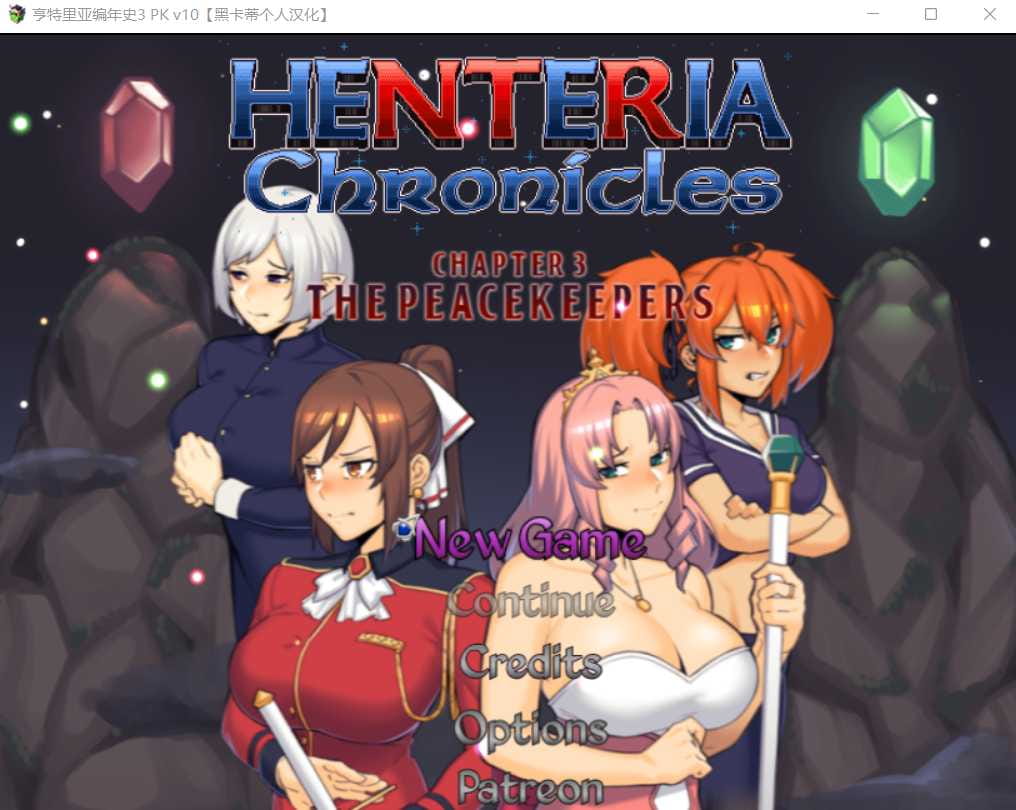 亨特里亚编年史3 PK v10【黑卡蒂个人汉化】
HENTERIA
Chronicles
CHAPTER 3
THE PEACEKEEPERS
New Game
Continue
Credits
Options
Patreon